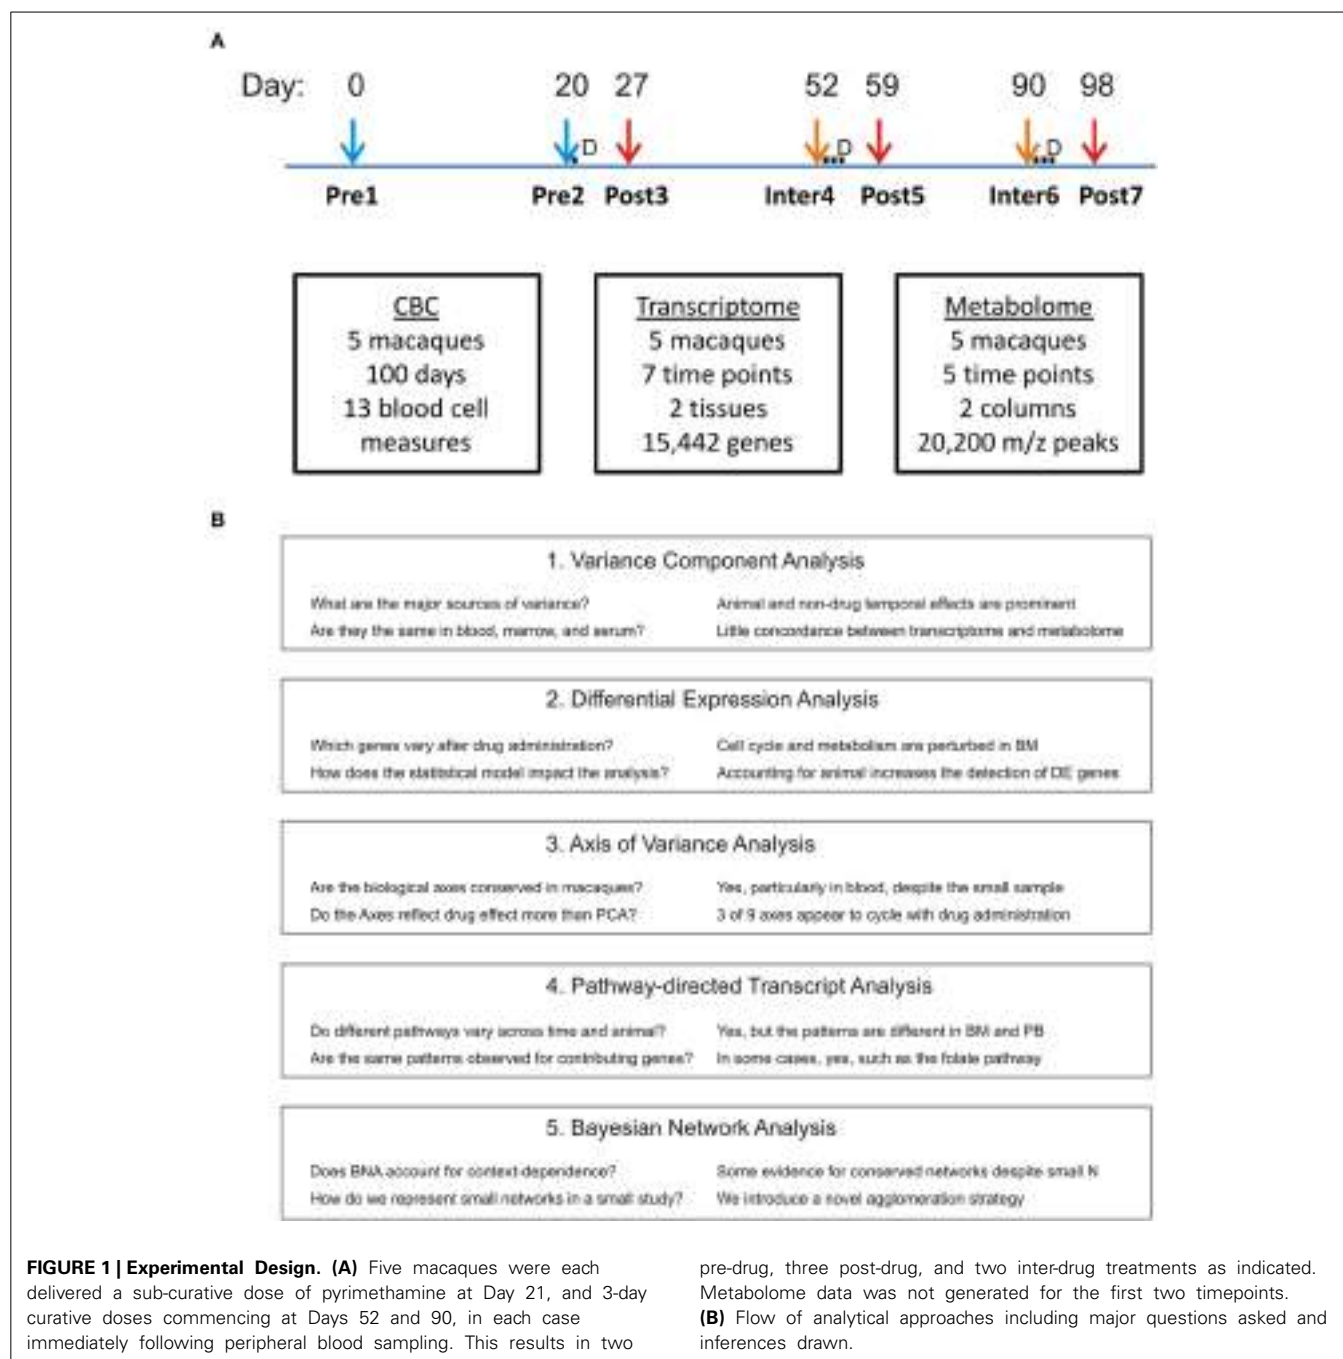 A
Day: 0 20 27 52 59 90 98
D D D
Pre1 Pre2 Post3 Inter4 Post5 Inter6 Post7
CBC
5 macaques
100 days
13 blood cell
measures
Transcriptome
5 macaques
7 time points
2 tissues
15,442 genes
Metabolome
5 macaques
5 time points
2 columns
20,200 m/z peaks
B
1. Variance Component Analysis
What are the major sources of variance? Animal and non-drug temporal effects are prominent
Are they the same in blood, marrow, and serum? Little concordance between transcriptome and metabolome
2. Differential Expression Analysis
Which genes vary after drug administration? Cell cycle and metabolism are perturbed in BM
How does the statistical model impact the analysis? Accounting for animal increases the detection of DE genes
3. Axis of Variance Analysis
Are the biological axes conserved in macaques? Yes, particularly in blood, despite the small sample
Do the Axes reflect drug effect more than PCA? 3 of 9 axes appear to cycle with drug administration
4. Pathway-directed Transcript Analysis
Do different pathways vary across time and animal? Yes, but the patterns are different in BM and PB
Are the same patterns observed for contributing genes? In some cases, yes, such as the folate pathway
5. Bayesian Network Analysis
Does BNA account for context-dependence? Some evidence for conserved networks despite small N
How do we represent small networks in a small study? We introduce a novel agglomeration strategy
FIGURE 1 | Experimental Design. (A) Five macaques were each
delivered a sub-curative dose of pyrimethamine at Day 21, and 3-day
curative doses commencing at Days 52 and 90, in each case
immediately following peripheral blood sampling. This results in two
pre-drug, three post-drug, and two inter-drug treatments as indicated.
Metabolome data was not generated for the first two timepoints.
(B) Flow of analytical approaches including major questions asked and
inferences drawn.